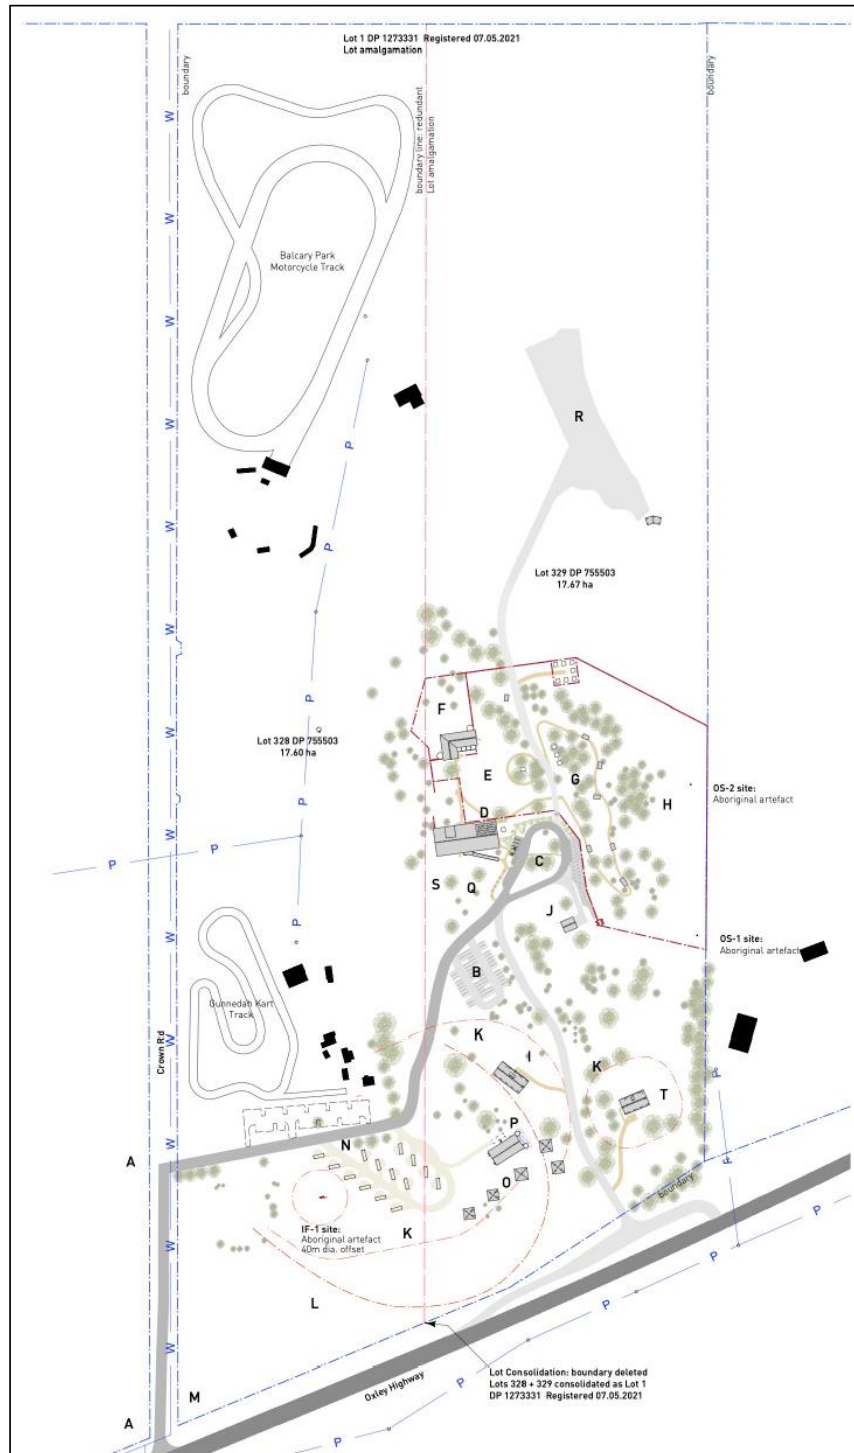 Lot 1 DP 1273331 Registered 07.05.2021
Lot amalgamation
boundary
boundary line: redundant
Lot amalgamation
boundary
W
W
W
W
W
W
W
W
W
W
W
W
W
Balcary Park
Motorcycle Track
R
P
P
P
Lot 329 DP 755503
17.67 ha
F
Lot 328 DP 755503
17.60 ha
E
G
H
OS-2 site:
Aboriginal artefact
D
P
P
C
S
Q
P
J
OS-1 site:
Aboriginal artefact
B
Gunnedah Kart
Track
Crown Rd
K
I
K
T
P
P
N
P
A
O
boundary
IF-1 site:
Aboriginal artefact
40m dia. offset
K
L
P
P
P
M
A
Oxley Highway
Lot Consolidation: boundary deleted
Lots 328 + 329 consolidated as Lot 1
DP 1273331 Registered 07.05.2021
P
P